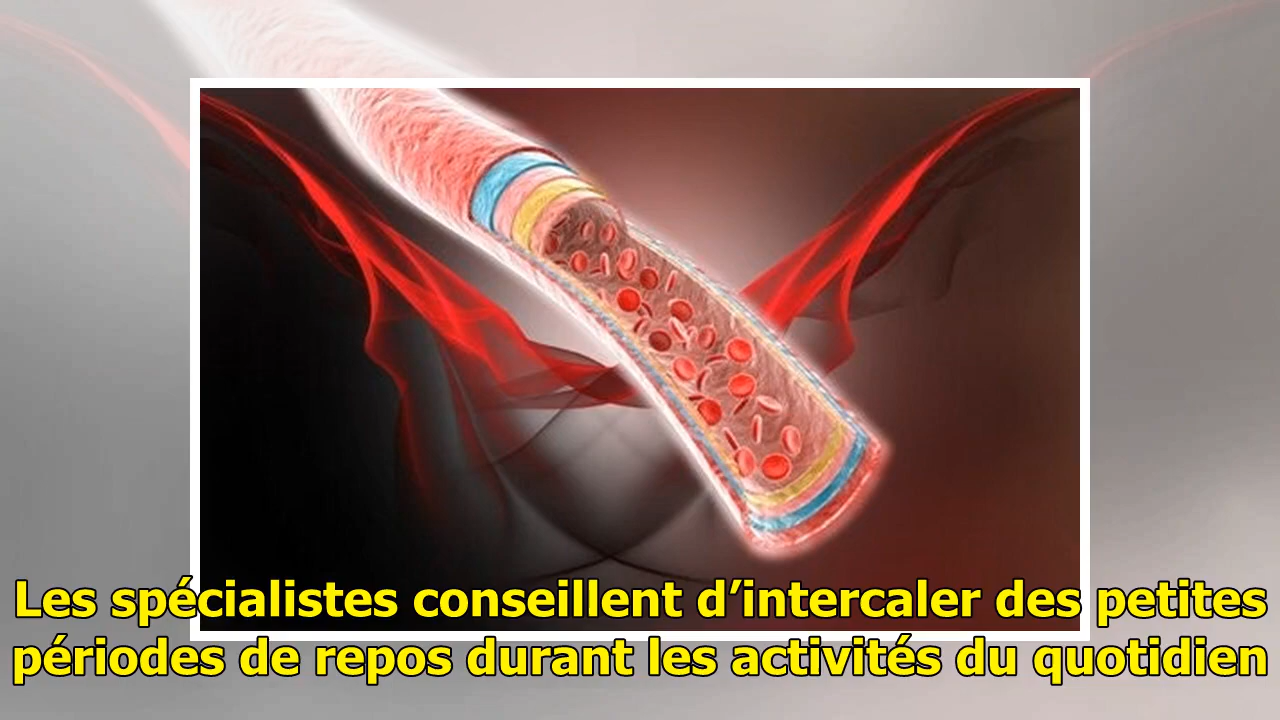 Les spécialistes conseillent d’intercaler des petites
périodes de repos durant les activités du quotidien